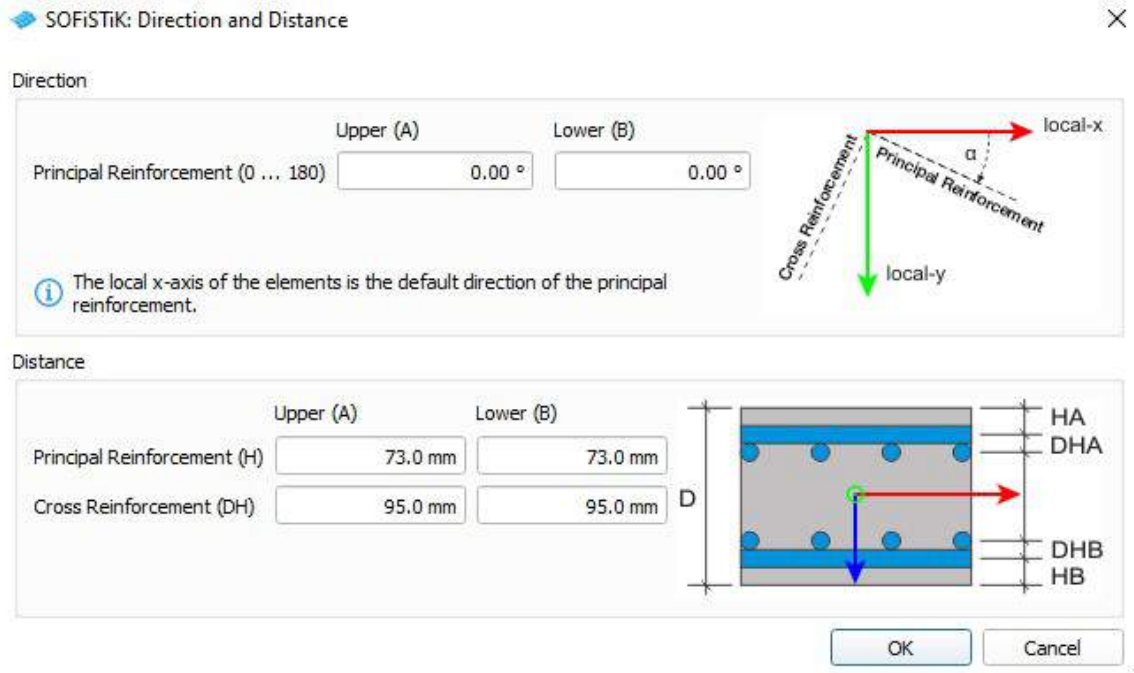 SOFiSTiK: Direction and Distance
Direction
Upper (A) Lower (B)
Principal Reinforcement (0 ... 180) 0.00 ° 0.00 °
The local x-axis of the elements is the default direction of the principal
reinforcement.
local-x
α
Principal Reinforcement
Cross Reinforcement
local-y
Distance
Upper (A) Lower (B)
Principal Reinforcement (H) 73.0 mm 73.0 mm
Cross Reinforcement (DH) 95.0 mm 95.0 mm
D
HA
DHA
DHB
HB
OK Cancel